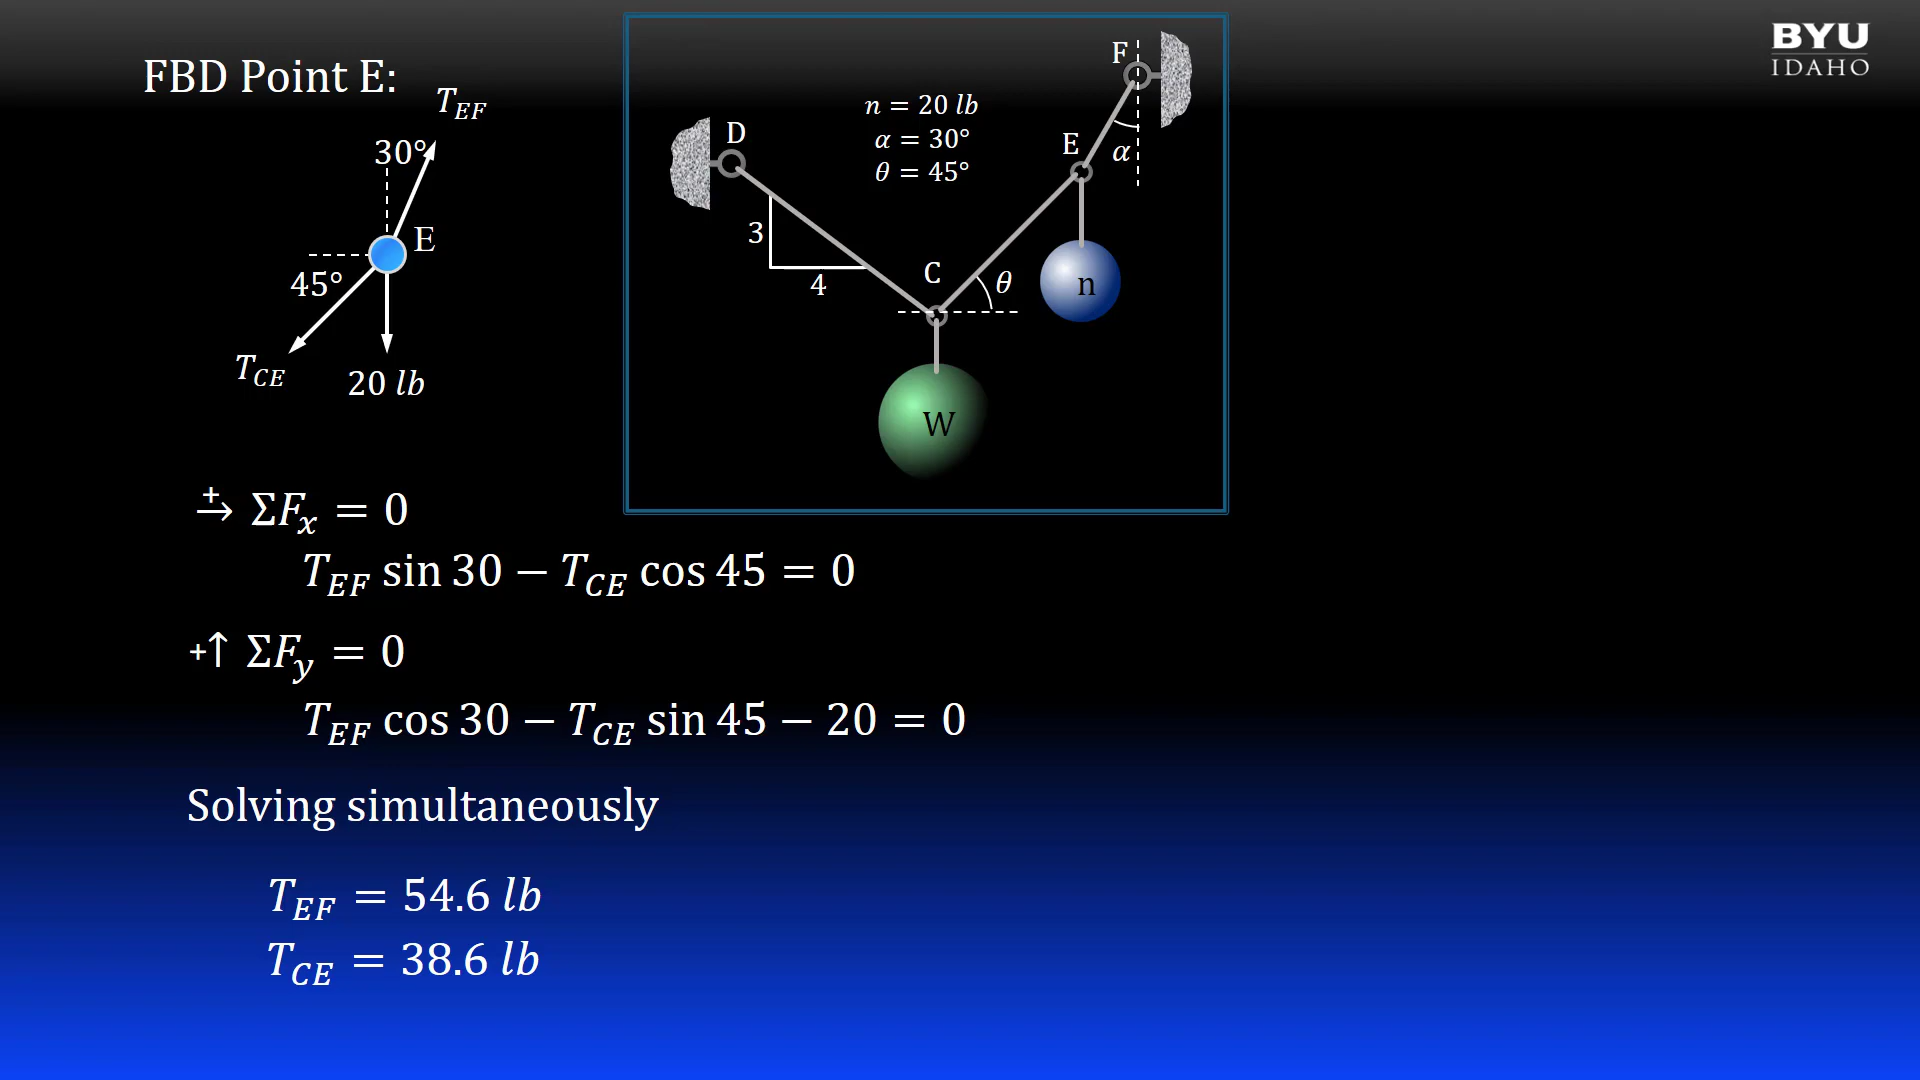 FBD Point E:
T_EF
30°
E
45°
T_CE
20 lb
D
n = 20 lb
α = 30°
θ = 45°
F
E
α
3
4
C
θ
n
W
BYU
IDAHO
+→ ΣF_x = 0
T_EF sin 30 − T_CE cos 45 = 0
+↑ ΣF_y = 0
T_EF cos 30 − T_CE sin 45 − 20 = 0
Solving simultaneously
T_EF = 54.6 lb
T_CE = 38.6 lb